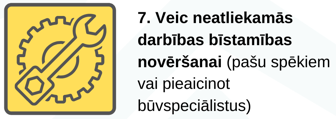 7. Veic neatliekamās
darbības bīstamības
novēršanai (pašu spēkiem
vai pieaicinot
būvspeciālistus)